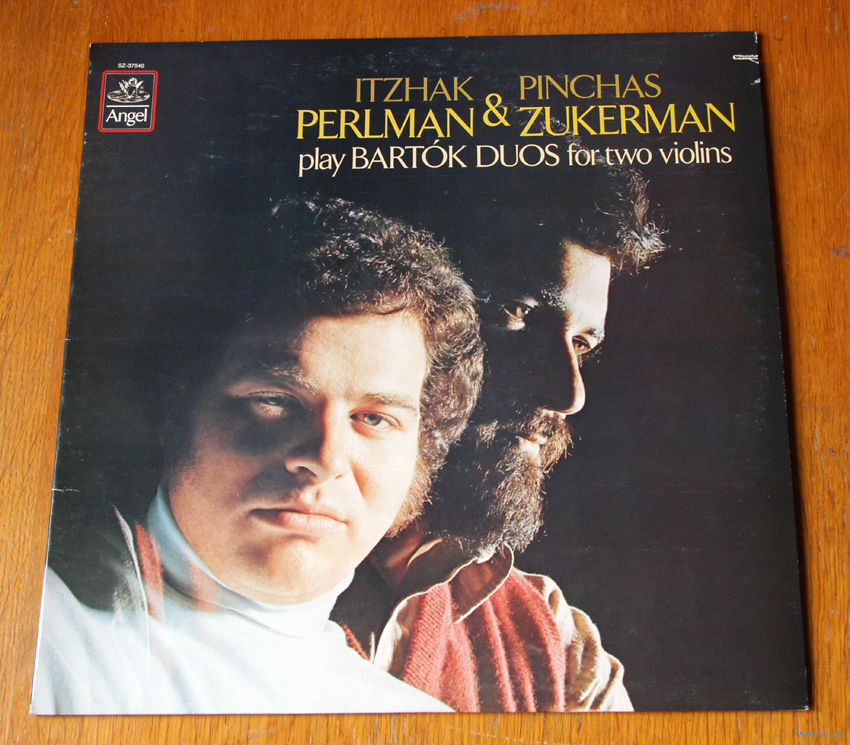 SZ-37540
Angel
ITZHAK PINCHAS
PERLMAN & ZUKERMAN
play BARTÓK DUOS for two violins